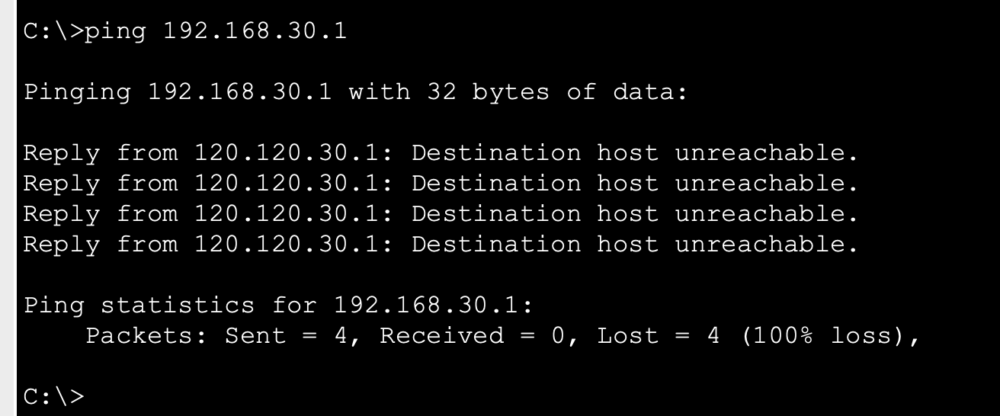 C:\>ping 192.168.30.1
Pinging 192.168.30.1 with 32 bytes of data:
Reply from 120.120.30.1: Destination host unreachable.
Reply from 120.120.30.1: Destination host unreachable.
Reply from 120.120.30.1: Destination host unreachable.
Reply from 120.120.30.1: Destination host unreachable.
Ping statistics for 192.168.30.1:
    Packets: Sent = 4, Received = 0, Lost = 4 (100% loss),
C:\>